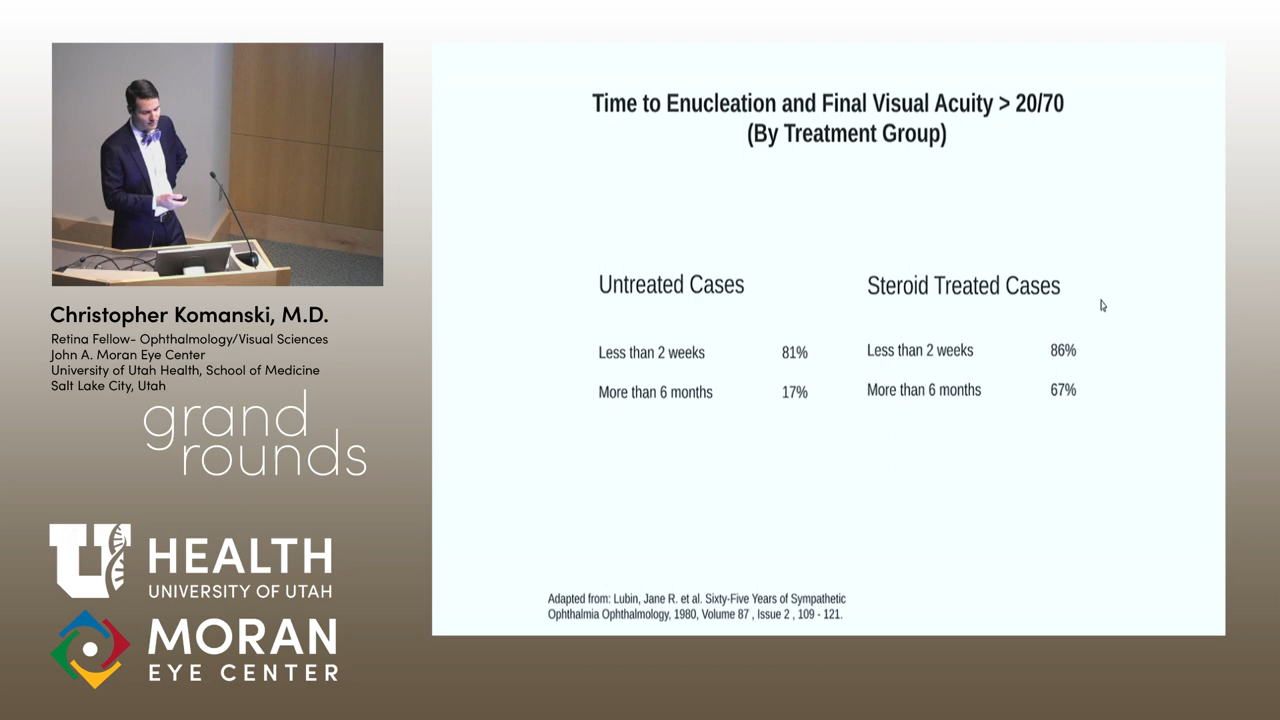 Time to Enucleation and Final Visual Acuity > 20/70
(By Treatment Group)
Untreated Cases
Less than 2 weeks 81%
More than 6 months 17%
Steroid Treated Cases
Less than 2 weeks 86%
More than 6 months 67%
Adapted from: Lubin, Jane R. et al. Sixty-Five Years of Sympathetic
Ophthalmia Ophthalmology, 1980, Volume 87 , Issue 2 , 109 - 121.
Christopher Komanski, M.D.
Retina Fellow- Ophthalmology/Visual Sciences
John A. Moran Eye Center
University of Utah Health, School of Medicine
Salt Lake City, Utah
grand
rounds
U HEALTH
UNIVERSITY OF UTAH
MORAN
EYE CENTER